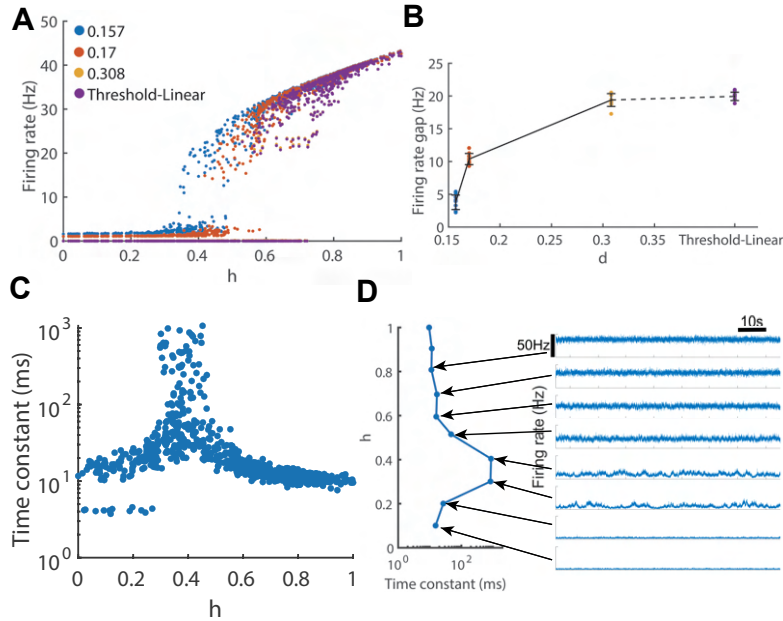 A
50
40
30
20
10
0
Firing rate (Hz)
0.157
0.17
0.308
Threshold-Linear
0
0.2
0.4
0.6
0.8
1
h
B
25
20
15
10
5
0
Firing rate gap (Hz)
0.15
0.2
0.25
0.3
0.35
Threshold-Linear
d
C
10³
10²
10¹
10⁰
Time constant (ms)
0
0.2
0.4
0.6
0.8
1
h
D
1
0.8
0.6
0.4
0.2
0
h
10⁰
10²
Time constant (ms)
50Hz
10s
Firing rate (Hz)